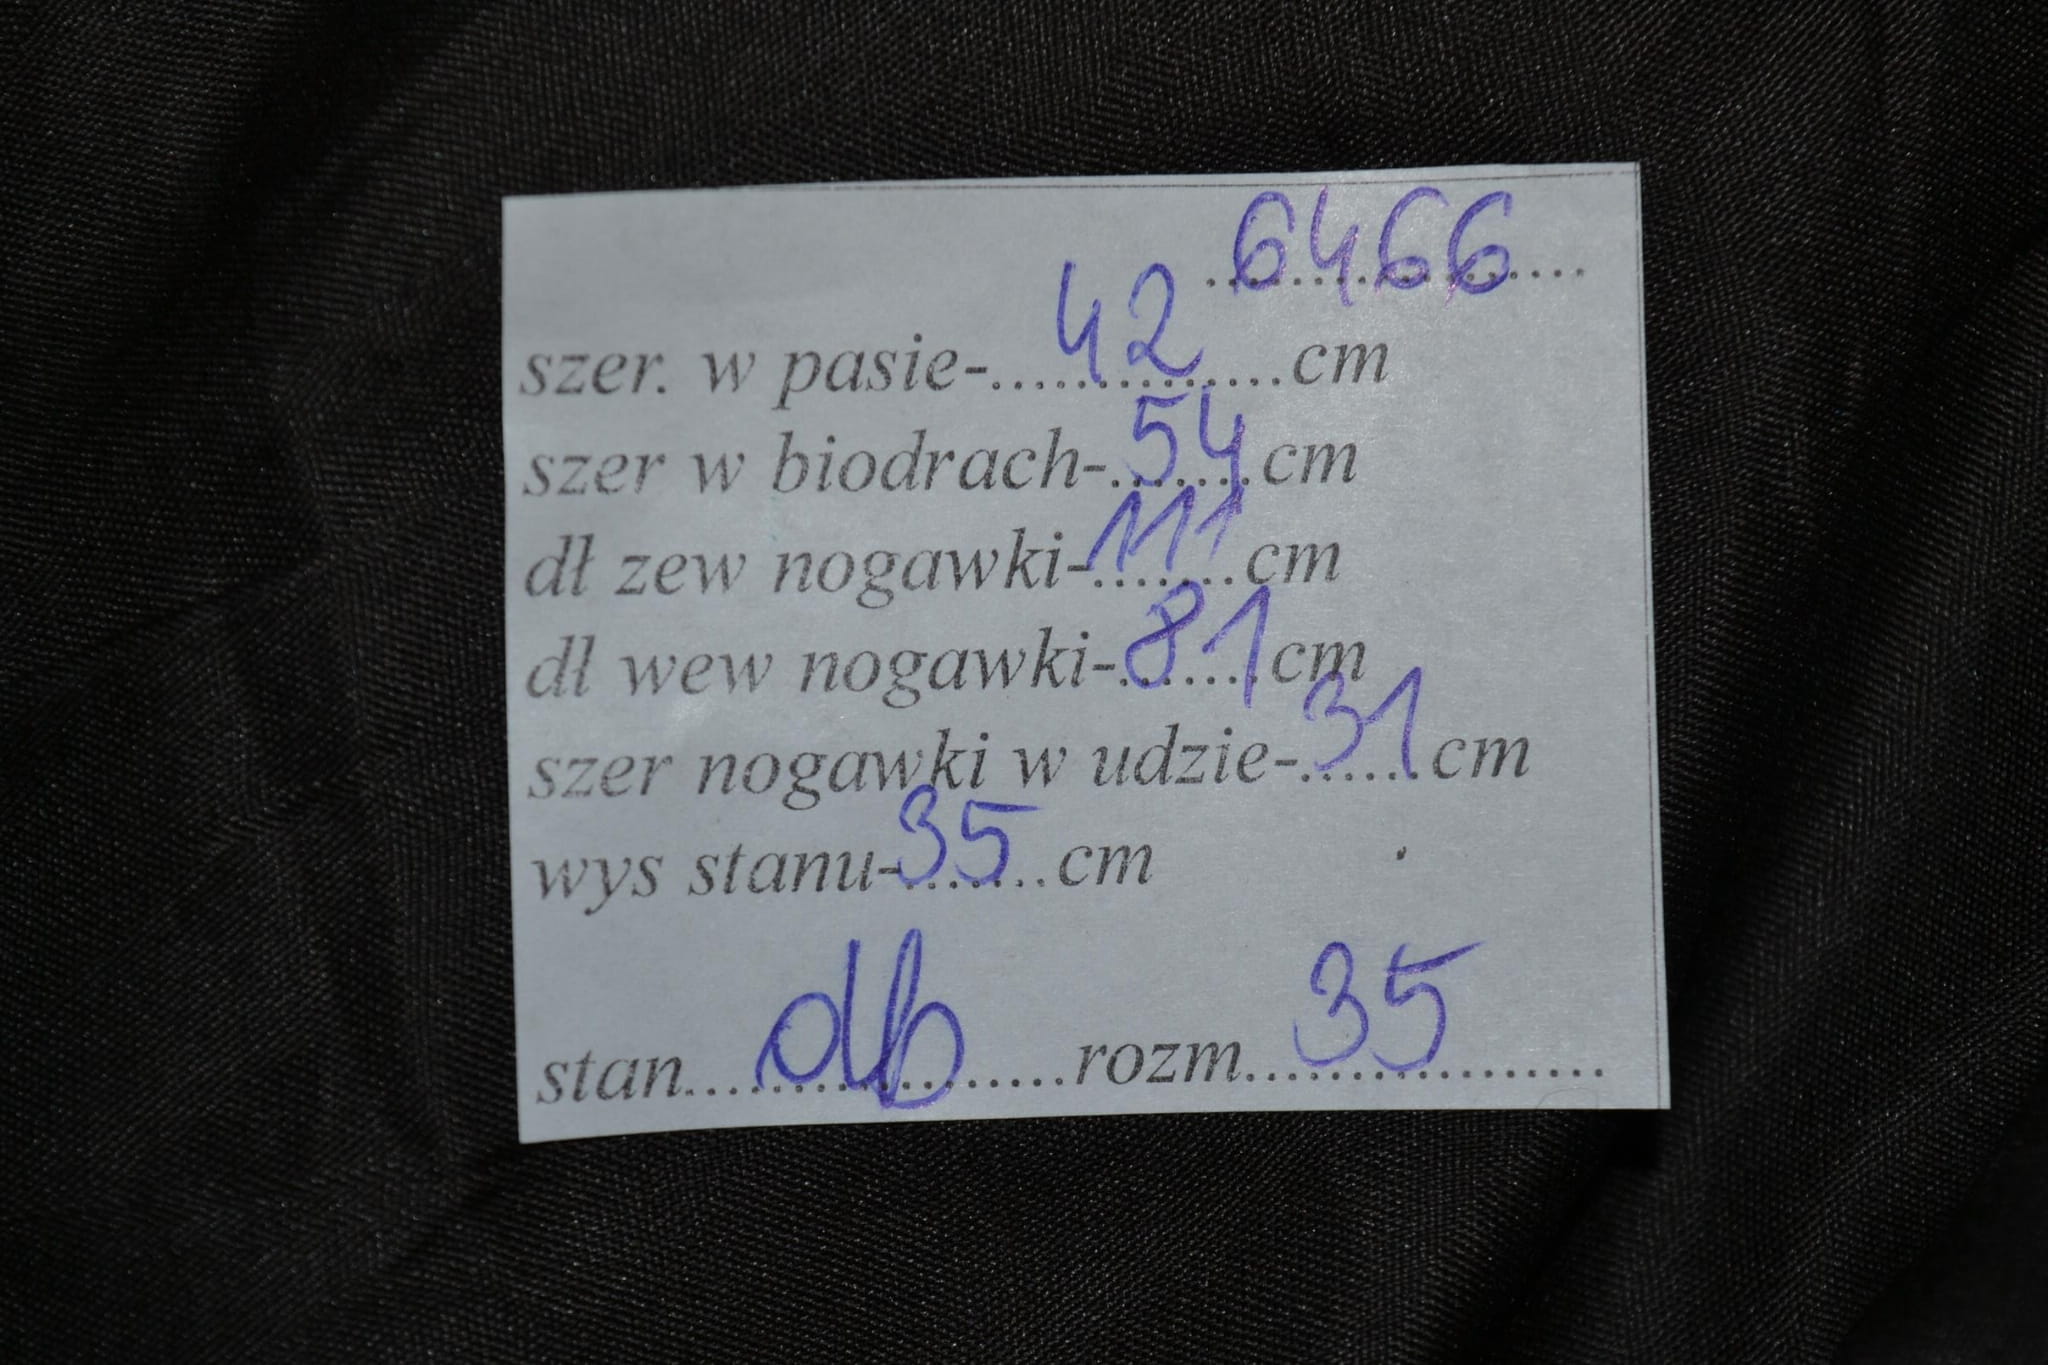 6466
szer. w pasie-42cm
szer w biodrach-54cm
dł zew nogawki-111cm
dł wew nogawki-81cm
szer nogawki w udzie-31cm
wys stanu-35cm
stan db rozm 35